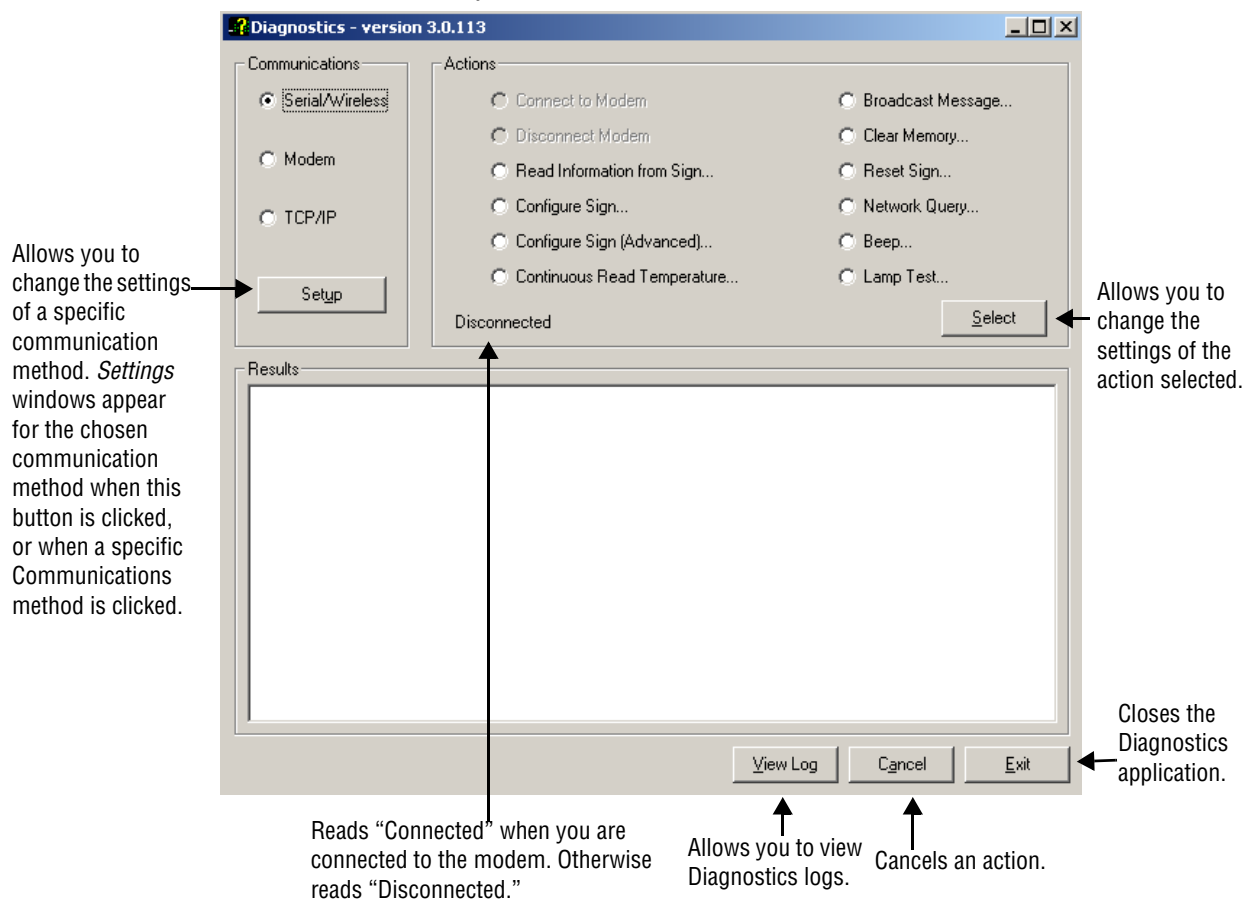 Diagnostics - version 3.0.113
Communications
Serial/Wireless
Modem
TCP/IP
Setup
Actions
Connect to Modem
Disconnect Modem
Read Information from Sign...
Configure Sign...
Configure Sign (Advanced)...
Continuous Read Temperature...
Broadcast Message...
Clear Memory...
Reset Sign...
Network Query...
Beep...
Lamp Test...
Disconnected
Select
Allows you to
change the settings
of a specific
communication
method. Settings
windows appear
for the chosen
communication
method when this
button is clicked,
or when a specific
Communications
method is clicked.
Allows you to
change the
settings of the
action selected.
Results
View Log
Cancel
Exit
Closes the
Diagnostics
application.
Reads “Connected” when you are
connected to the modem. Otherwise
reads “Disconnected.”
Allows you to view
Diagnostics logs.
Cancels an action.